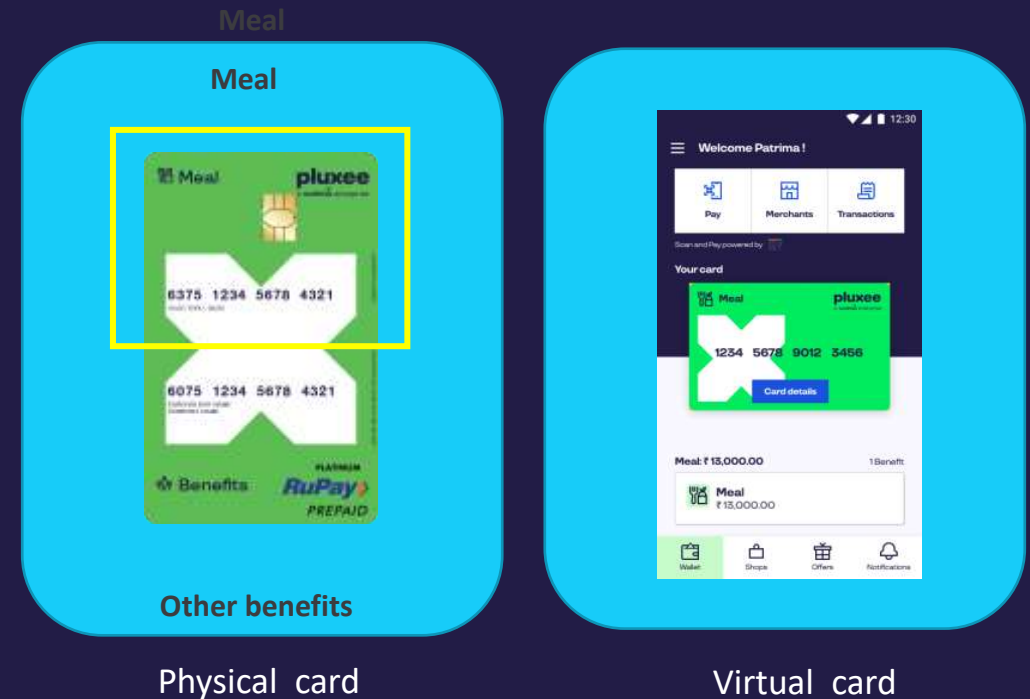 Meal
Meal
Meal pluxee
6375 1234 5678 4321
6075 1234 5678 4321
Benefits
PLATINUM
RuPay
PREPAID
Other benefits
Physical card
12:30
Welcome Patrima !
Pay Merchants Transactions
Scan and Pay powered by
Your card
Meal pluxee
1234 5678 9012 3456
Card details
Meal: ₹ 13,000.00 1 Benefit
Meal
₹ 13,000.00
Wallet Shops Offers Notifications
Virtual card